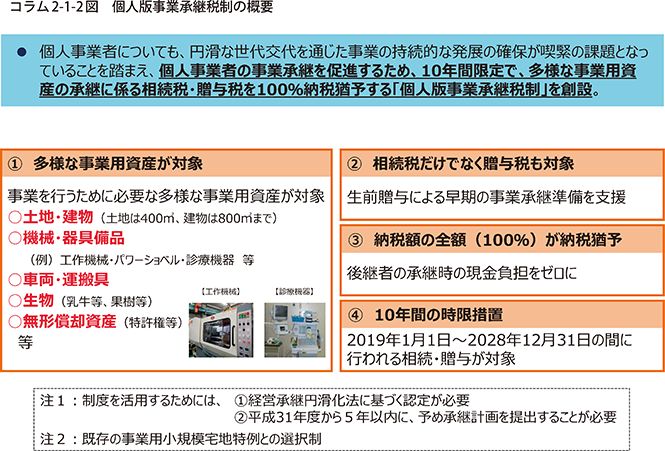 コラム2-1-2図　個人版事業承継税制の概要
● 個人事業者についても、円滑な世代交代を通じた事業の持続的な発展の確保が喫緊の課題となっ
ていることを踏まえ、個人事業者の事業承継を促進するため、10年間限定で、多様な事業用資
産の承継に係る相続税・贈与税を100％納税猶予する「個人版事業承継税制」を創設。
① 多様な事業用資産が対象
事業を行うために必要な多様な事業用資産が対象
○土地・建物（土地は400㎡、建物は800㎡まで）
○機械・器具備品
（例）工作機械・パワーショベル・診療機器　等
○車両・運搬具
○生物（乳牛等、果樹等）
○無形償却資産（特許権等）
等
【工作機械】
【診療機器】
② 相続税だけでなく贈与税も対象
生前贈与による早期の事業承継準備を支援
③ 納税額の全額（100％）が納税猶予
後継者の承継時の現金負担をゼロに
④ 10年間の時限措置
2019年1月1日～2028年12月31日の間に
行われる相続・贈与が対象
注１：制度を活用するためには、 ①経営承継円滑化法に基づく認定が必要
②平成31年度から５年以内に、予め承継計画を提出することが必要
注２：既存の事業用小規模宅地特例との選択制